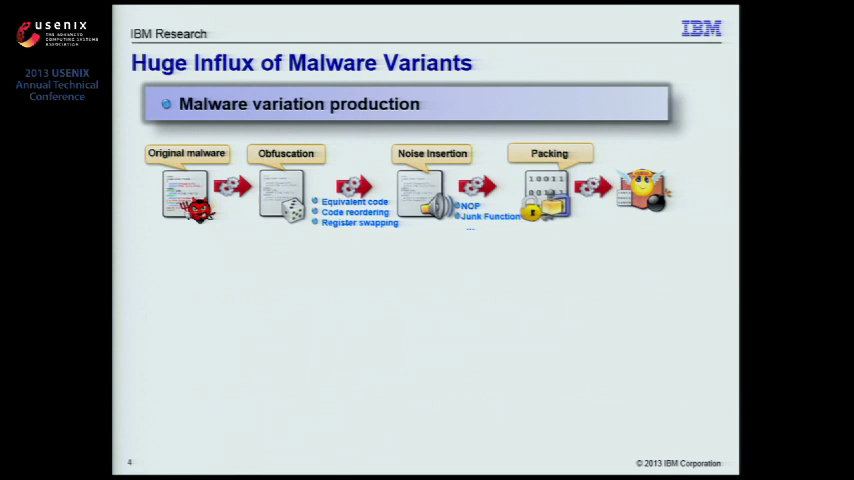 usenix
THE ADVANCED
COMPUTING SYSTEMS
ASSOCIATION
2013 USENIX
Annual Technical
Conference
IBM Research
IBM
Huge Influx of Malware Variants
Malware variation production
Original malware
Obfuscation
Noise Insertion
Packing
Equivalent code
Code reordering
Register swapping
NOP
Junk Function
...
10011
4
© 2013 IBM Corporation